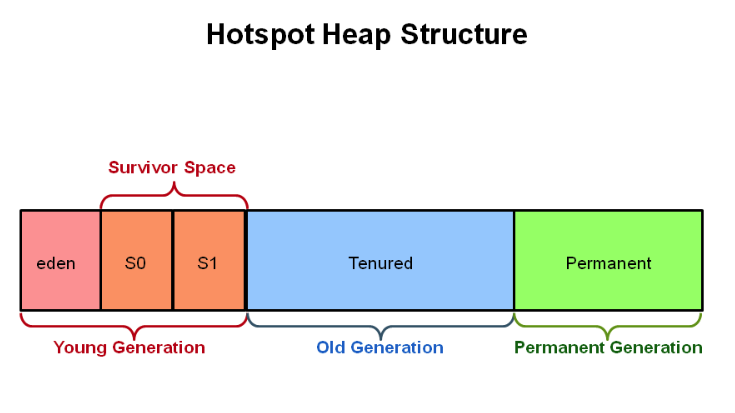 Hotspot Heap Structure
Survivor Space
eden
S0
S1
Tenured
Permanent
Young Generation
Old Generation
Permanent Generation